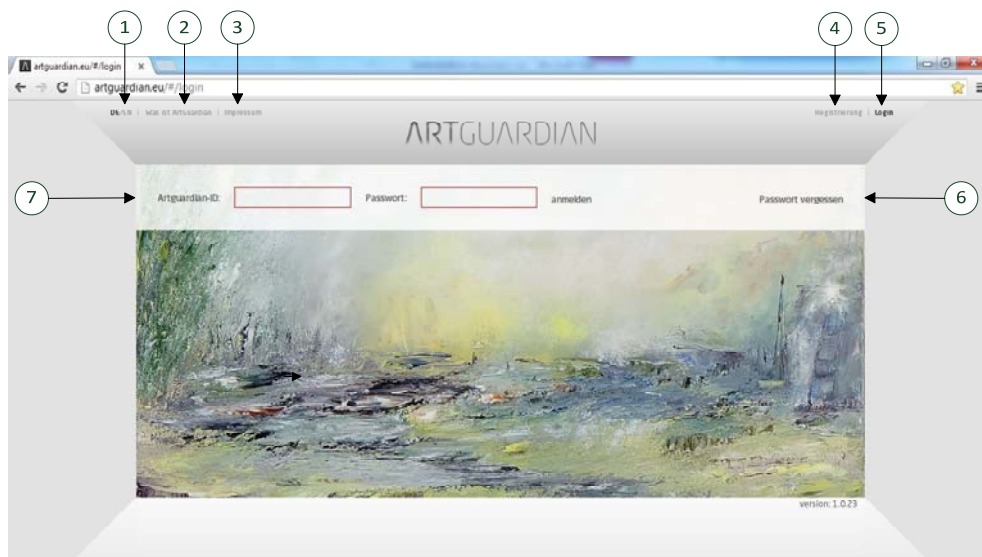 1 2 3 4 5
artguardian.eu/#/login x
artguardian.eu/#/login
DE/EN | Was ist Artguardian | Impressum Registrierung | Login
ARTGUARDIAN
7 Artguardian-ID: Passwort: anmelden Passwort vergessen 6
version: 1.0.23